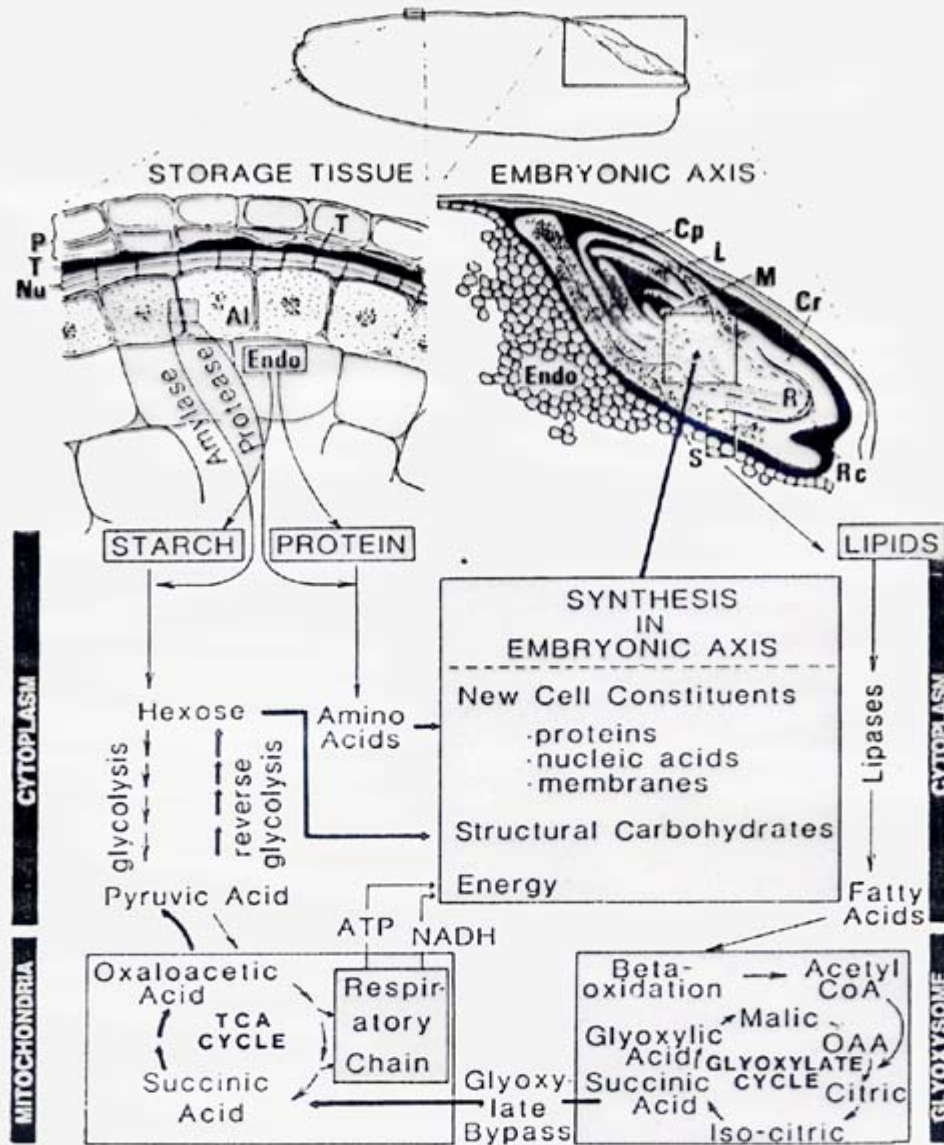 STORAGE TISSUE
EMBRYONIC AXIS
P
T
Nu
T
Al
Endo
Amylase
Protease
Cp
L
M
Cr
Endo
R
S
Rc
STARCH
PROTEIN
LIPIDS
CYTOPLASM
SYNTHESIS
IN
EMBRYONIC AXIS
New Cell Constituents
·proteins
·nucleic acids
·membranes
Structural Carbohydrates
Energy
Hexose
Amino
Acids
glycolysis
reverse
glycolysis
Pyruvic Acid
ATP
NADH
Lipases
CYTOPLASM
Fatty
Acids
MITOCHONDRIA
Oxaloacetic
Acid
TCA
CYCLE
Succinic
Acid
Respir-
atory
Chain
Glyoxy-
late
Bypass
Beta-
oxidation
Acetyl
CoA
Malic
OAA
Glyoxylic
Acid
GLYOXYLATE
CYCLE
Citric
Succinic
Acid
Iso-citric
GLYOXYSOME